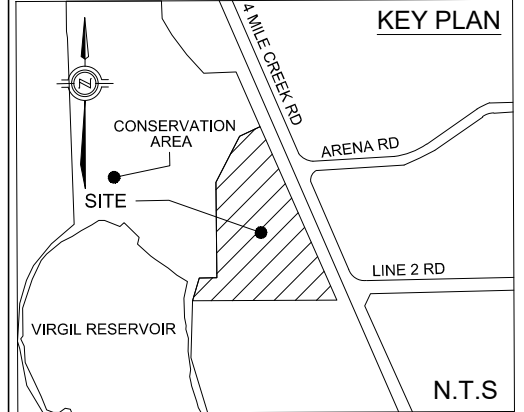 KEY PLAN
4 MILE CREEK RD
N
CONSERVATION
AREA
ARENA RD
SITE
LINE 2 RD
VIRGIL RESERVOIR
N.T.S